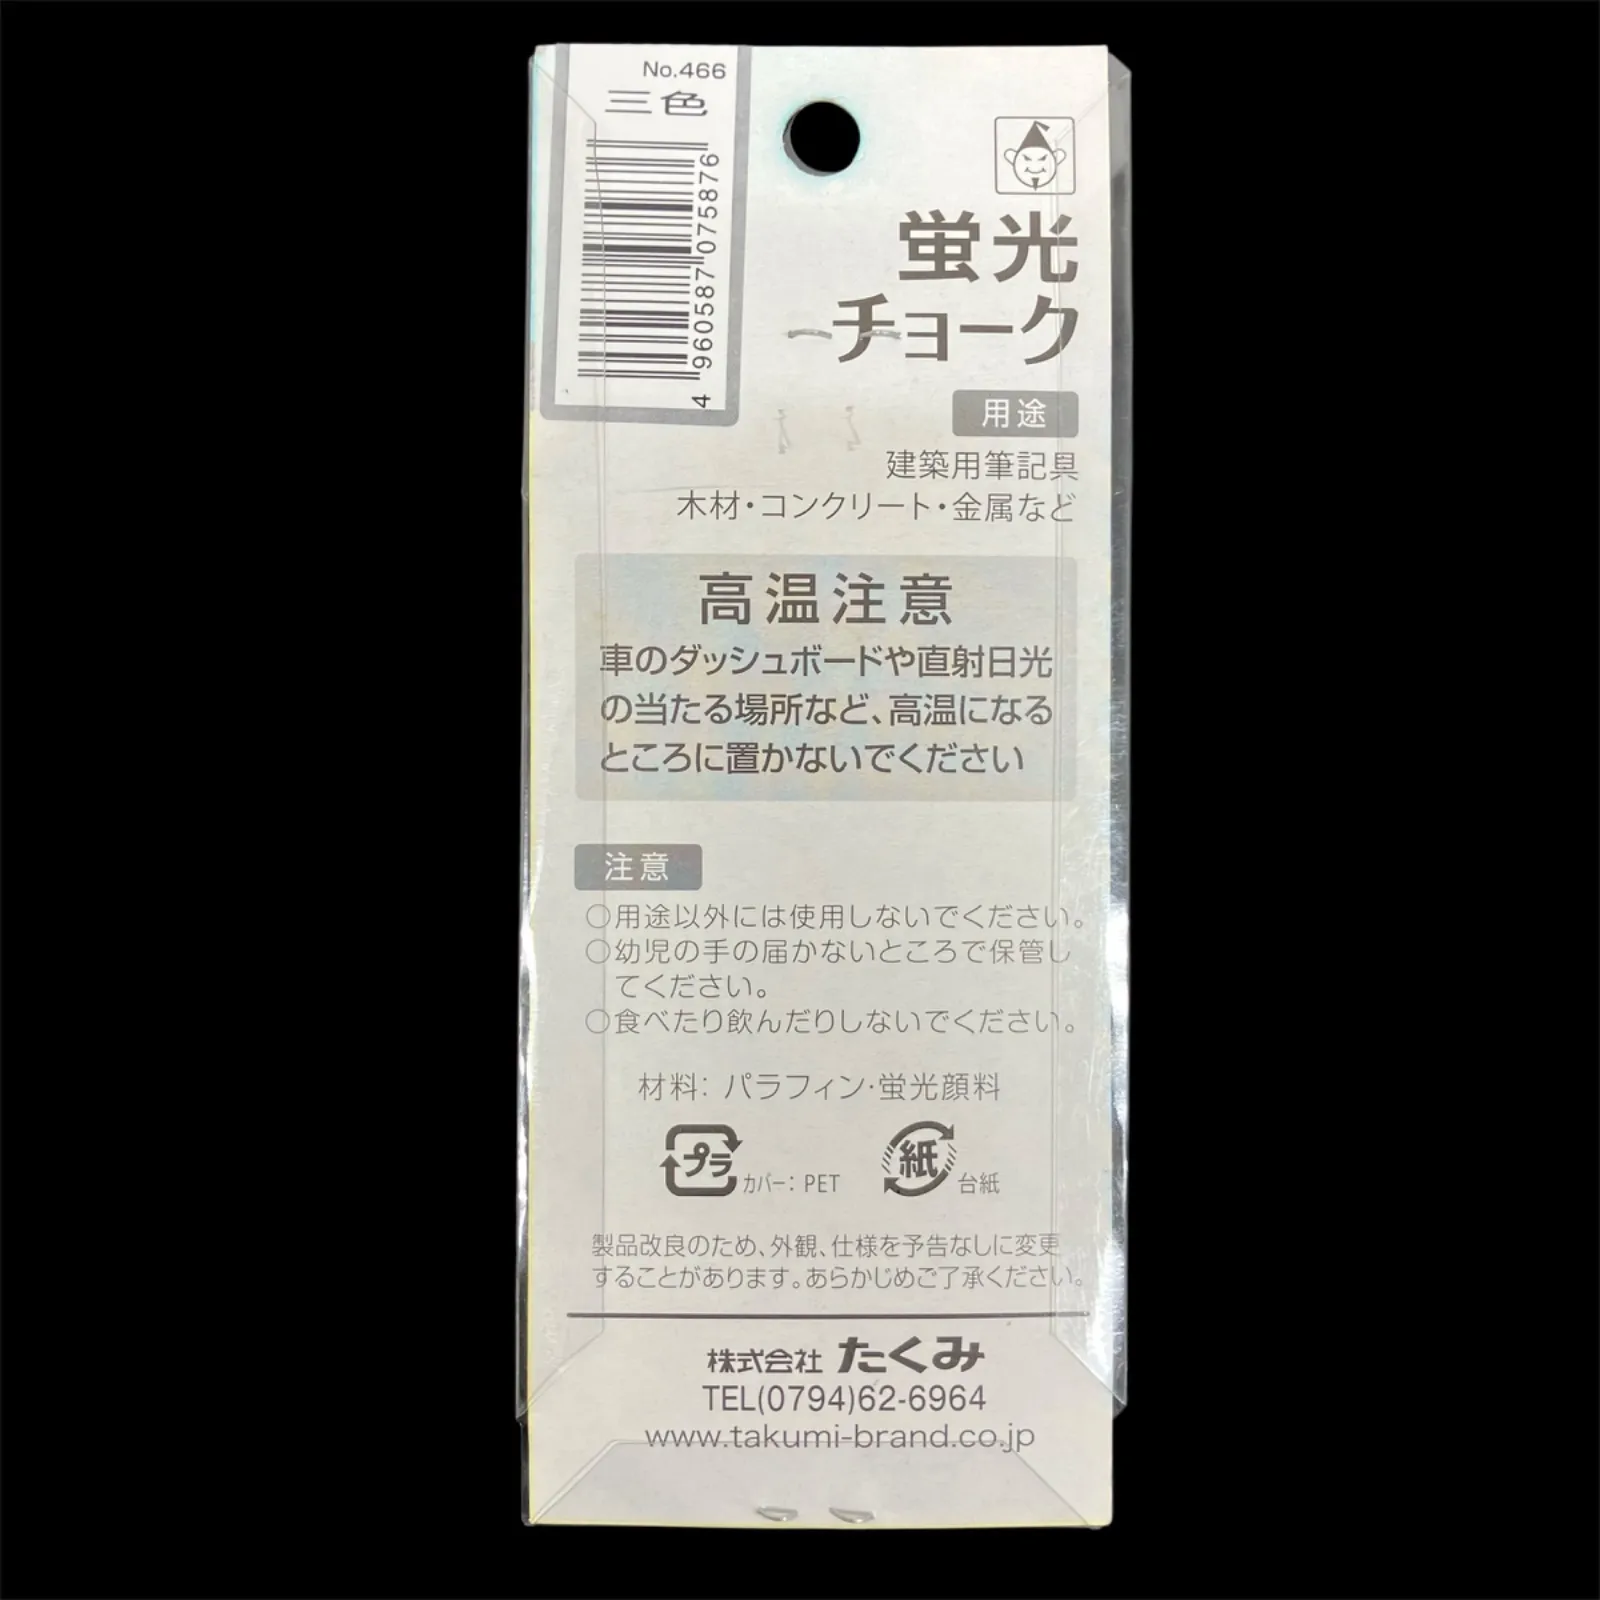 No.466
三色
4 960587 075876
蛍光
チョーク
用途
建築用筆記具
木材・コンクリート・金属など
高温注意
車のダッシュボードや直射日光
の当たる場所など、高温になる
ところに置かないでください
注意
○用途以外には使用しないでください。
○幼児の手の届かないところで保管し
てください。
○食べたり飲んだりしないでください。
材料：パラフィン・蛍光顔料
プラ カバー：PET 紙 台紙
製品改良のため、外観、仕様を予告なしに変更
することがあります。あらかじめご了承ください。
株式会社 たくみ
TEL(0794)62-6964
www.takumi-brand.co.jp